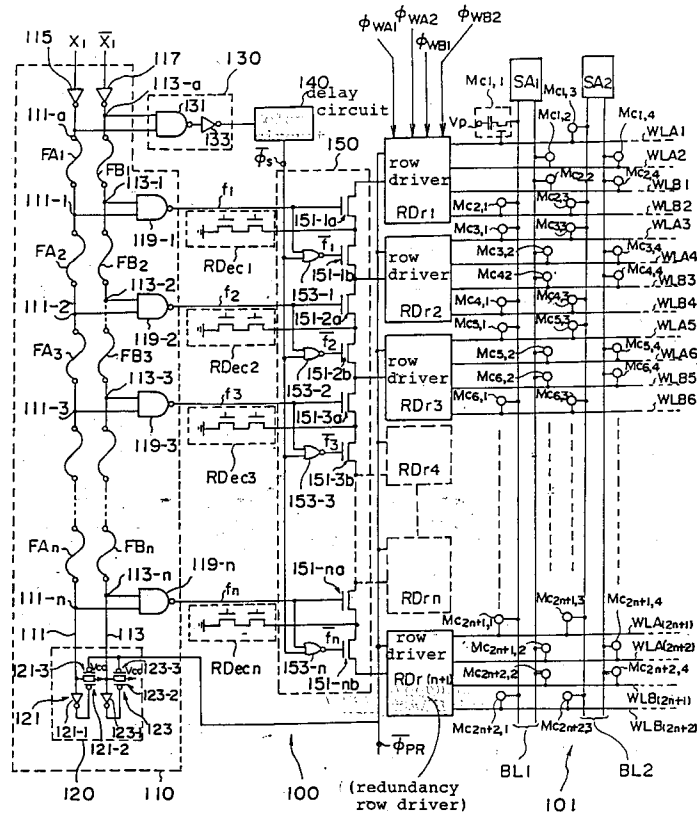 ϕWA1 ϕWA2 ϕWB1 ϕWB2
115 X1 X̄1 117
113-a 130
140
delay circuit
131
133
111-a
FA1 FB1
113-1
111-1
119-1
f1
RDec1
FA2 FB2
113-2
111-2
119-2
f2
RDec2
FA3 FB3
113-3
111-3
119-3
f3
RDec3
FAn FBn
113-n
111-n
119-n
fn
RDecn
111 113
121-3 Vcc Vcc 123-3
123-2
121
121-1 121-2 123-1 123
120 110
ϕ̄s
150
151-1a
f̄1
151-1b
153-1
151-2a
f̄2
151-2b
153-2
151-3a
f̄3
151-3b
153-3
151-na
f̄n
153-n
151-nb
100
ϕ̄PR
row driver
RDr1
row driver
RDr2
row driver
RDr3
RDr4
RDrn
row driver
RDr(n+1)
(redundancy row driver)
Vp
Mc1,1
SA1 SA2
Mc1,3
Mc1,2 Mc1,4
WLA1
WLA2
Mc2,2 Mc2,4
WLB1
Mc2,1 Mc2,3
WLB2
Mc3,1 Mc33
WLA3
Mc3,2 Mc3,4
WLA4
Mc42 Mc4,4
WLB3
Mc4,1 Mc4,3
WLB4
Mc5,1 Mc5,3
WLA5
Mc5,2 Mc5,4
WLA6
Mc6,2 Mc6,4
WLB5
Mc6,1 Mc6,3
WLB6
Mc2n+1,1 Mc2n+1,3
Mc2n+1,4
WLA(2n+1)
Mc2n+1,2
WLA(2n+2)
Mc2n+2,2 Mc2n+2,4
WLB(2n+1)
Mc2n+2,1 Mc2n+2,3
WLB(2n+2)
BL1 BL2
101